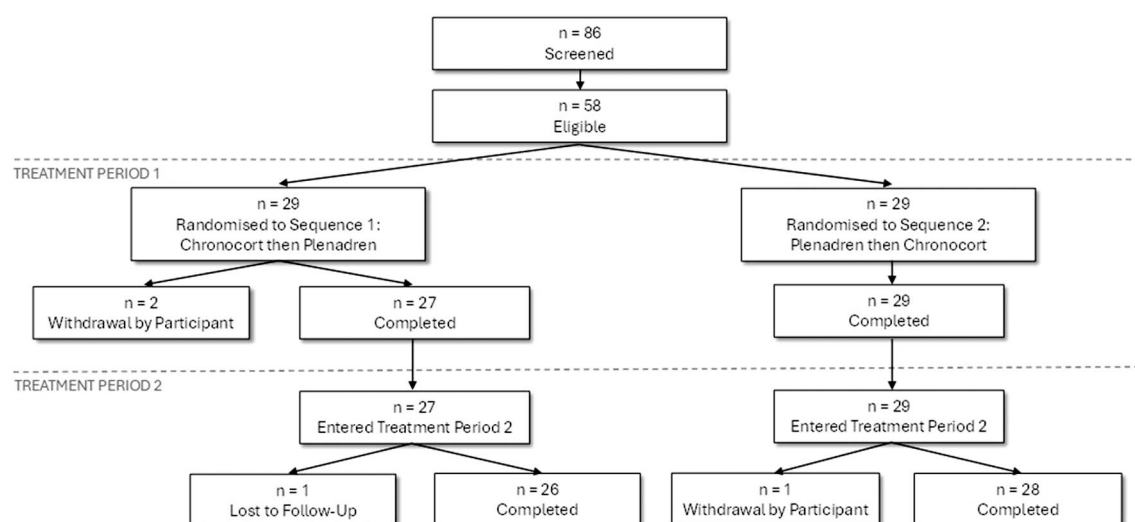 n = 86
Screened
n = 58
Eligible
TREATMENT PERIOD 1
n = 29
Randomised to Sequence 1:
Chronocort then Plenadren
n = 29
Randomised to Sequence 2:
Plenadren then Chronocort
n = 2
Withdrawal by Participant
n = 27
Completed
n = 29
Completed
TREATMENT PERIOD 2
n = 27
Entered Treatment Period 2
n = 29
Entered Treatment Period 2
n = 1
Lost to Follow-Up
n = 26
Completed
n = 1
Withdrawal by Participant
n = 28
Completed